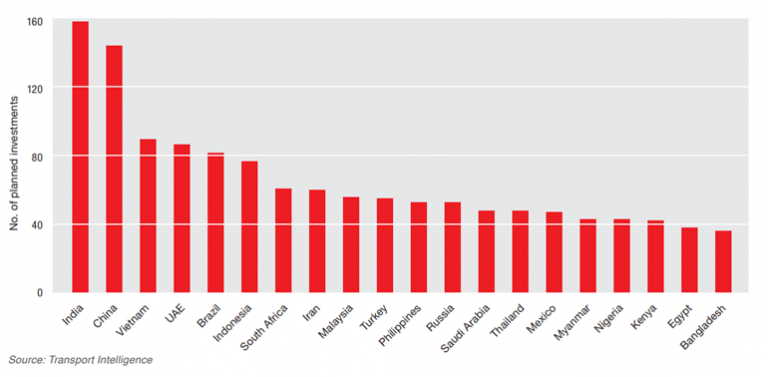 No. of planned investments
160
120
80
40
0
India
China
Vietnam
UAE
Brazil
Indonesia
South Africa
Iran
Malaysia
Turkey
Philippines
Russia
Saudi Arabia
Thailand
Mexico
Myanmar
Nigeria
Kenya
Egypt
Bangladesh
Source: Transport Intelligence